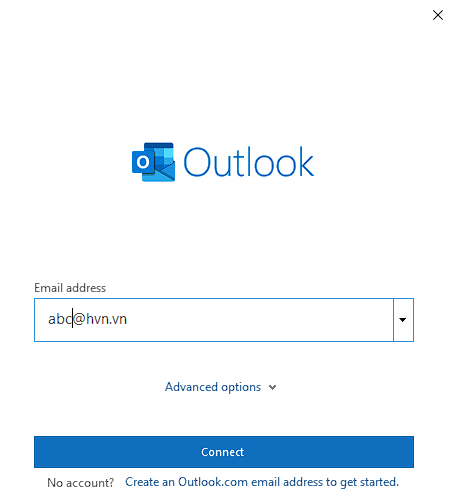 Outlook
Email address
abc@hvn.vn
Advanced options
Connect
No account? Create an Outlook.com email address to get started.